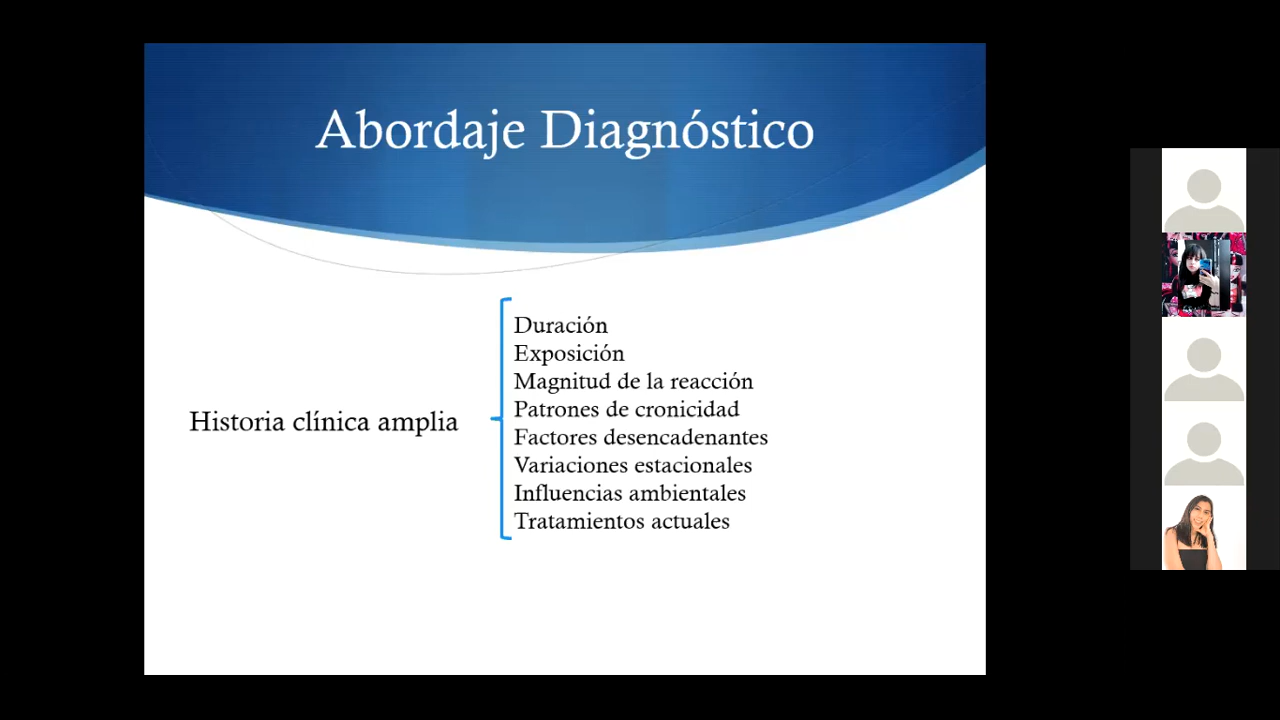 Abordaje Diagnóstico
Historia clínica amplia
Duración
Exposición
Magnitud de la reacción
Patrones de cronicidad
Factores desencadenantes
Variaciones estacionales
Influencias ambientales
Tratamientos actuales